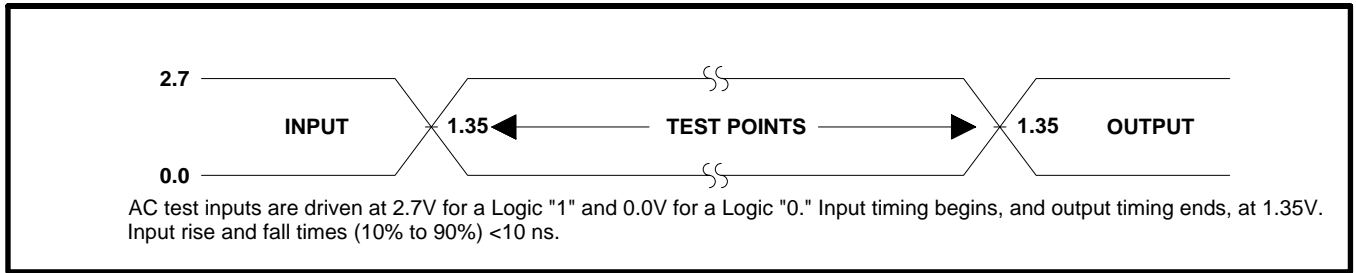 2.7
INPUT 1.35 TEST POINTS 1.35 OUTPUT
0.0
AC test inputs are driven at 2.7V for a Logic "1" and 0.0V for a Logic "0." Input timing begins, and output timing ends, at 1.35V.
Input rise and fall times (10% to 90%) <10 ns.